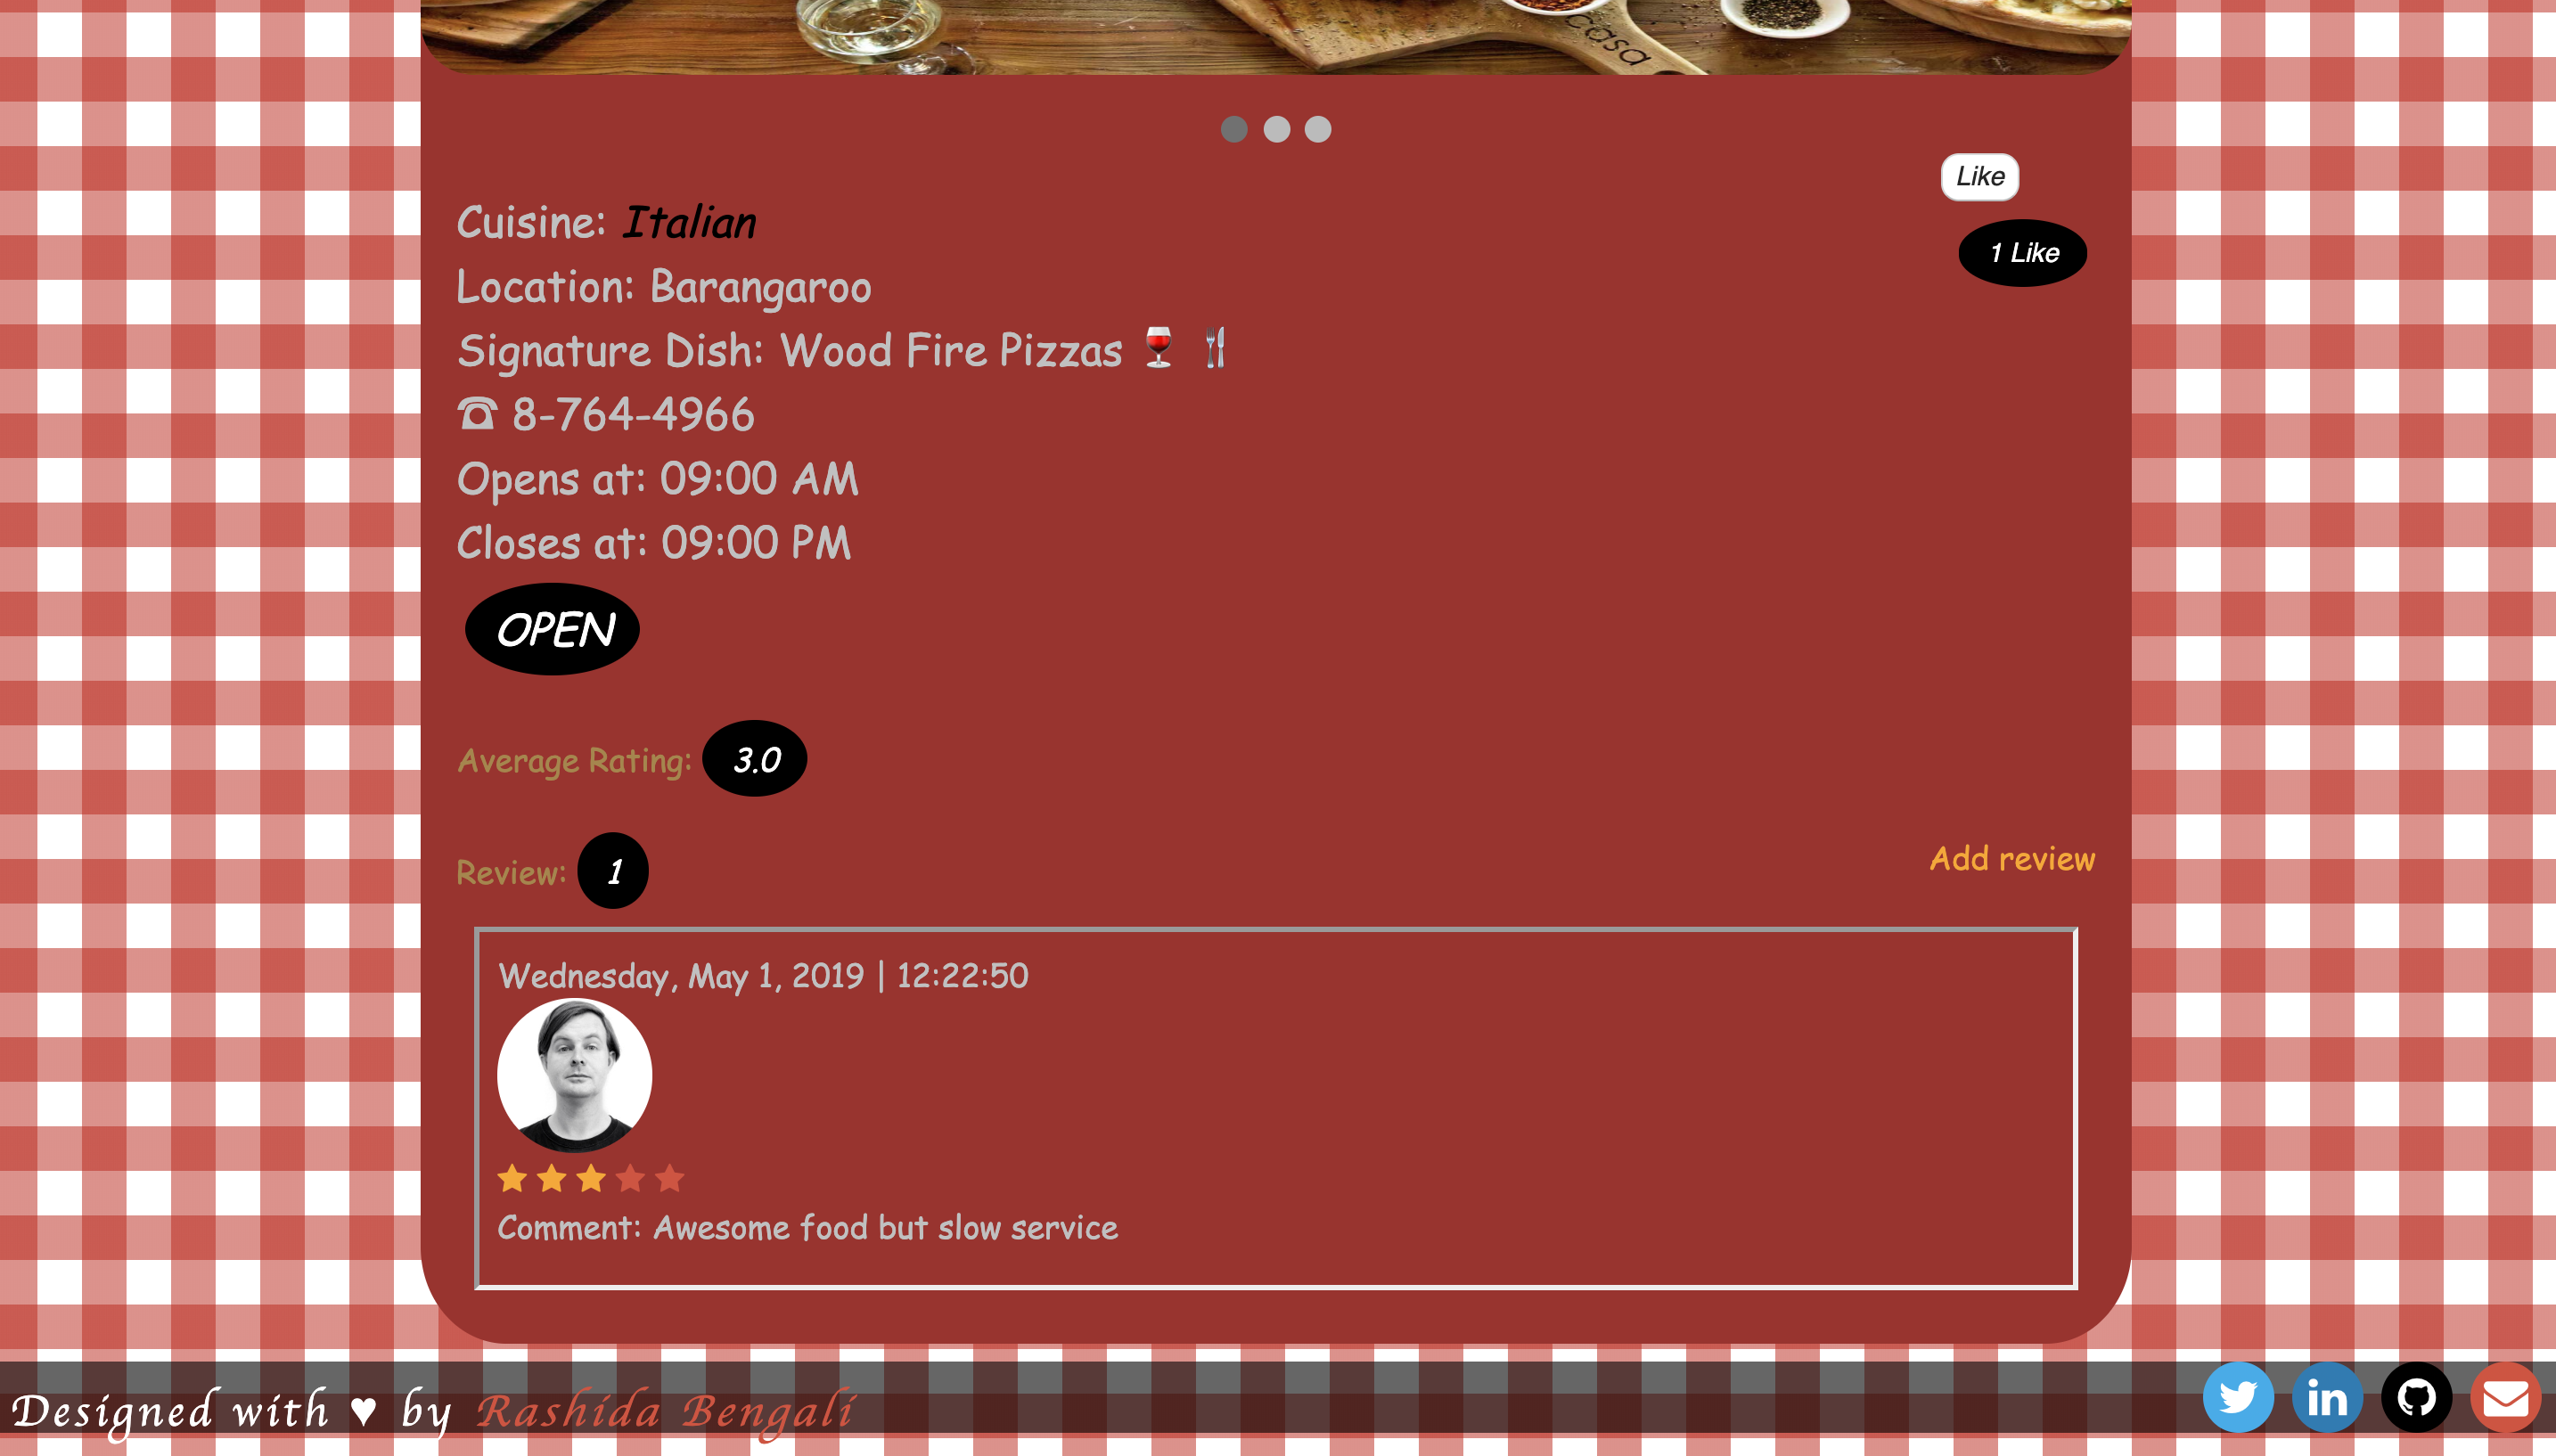 casa
Like
1 Like
Cuisine: Italian
Location: Barangaroo
Signature Dish: Wood Fire Pizzas 🍷 🍴
☎ 8-764-4966
Opens at: 09:00 AM
Closes at: 09:00 PM
OPEN
Average Rating: 3.0
Review: 1
Add review
Wednesday, May 1, 2019 | 12:22:50
Comment: Awesome food but slow service
Designed with ♥ by Rashida Bengali
in